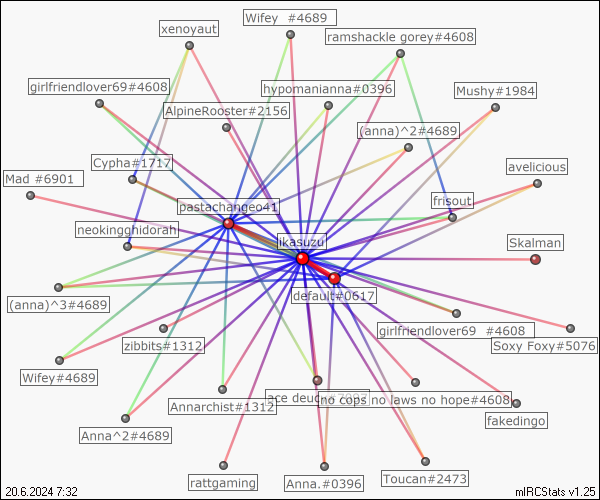 Wifey #4689
xenoyaut
ramshackle gorey#4608
girlfriendlover69#4608
hypomanianna#0396
Mushy#1984
AlpineRooster#2156
(anna)^2#4689
Cypha#1717
avelicious
Mad #6901
pastachangeo41
frisout
neokingghidorah
ikasuzu
Skalman
default#0617
(anna)^3#4689
girlfriendlover69 #4608
zibbits#1312
Soxy Foxy#5076
Wifey#4689
ace deucy
no cops no laws no hope#4608
Annarchist#1312
fakedingo
Anna^2#4689
rattgaming
Anna.#0396
Toucan#2473
20.6.2024 7:32
mIRCStats v1.25